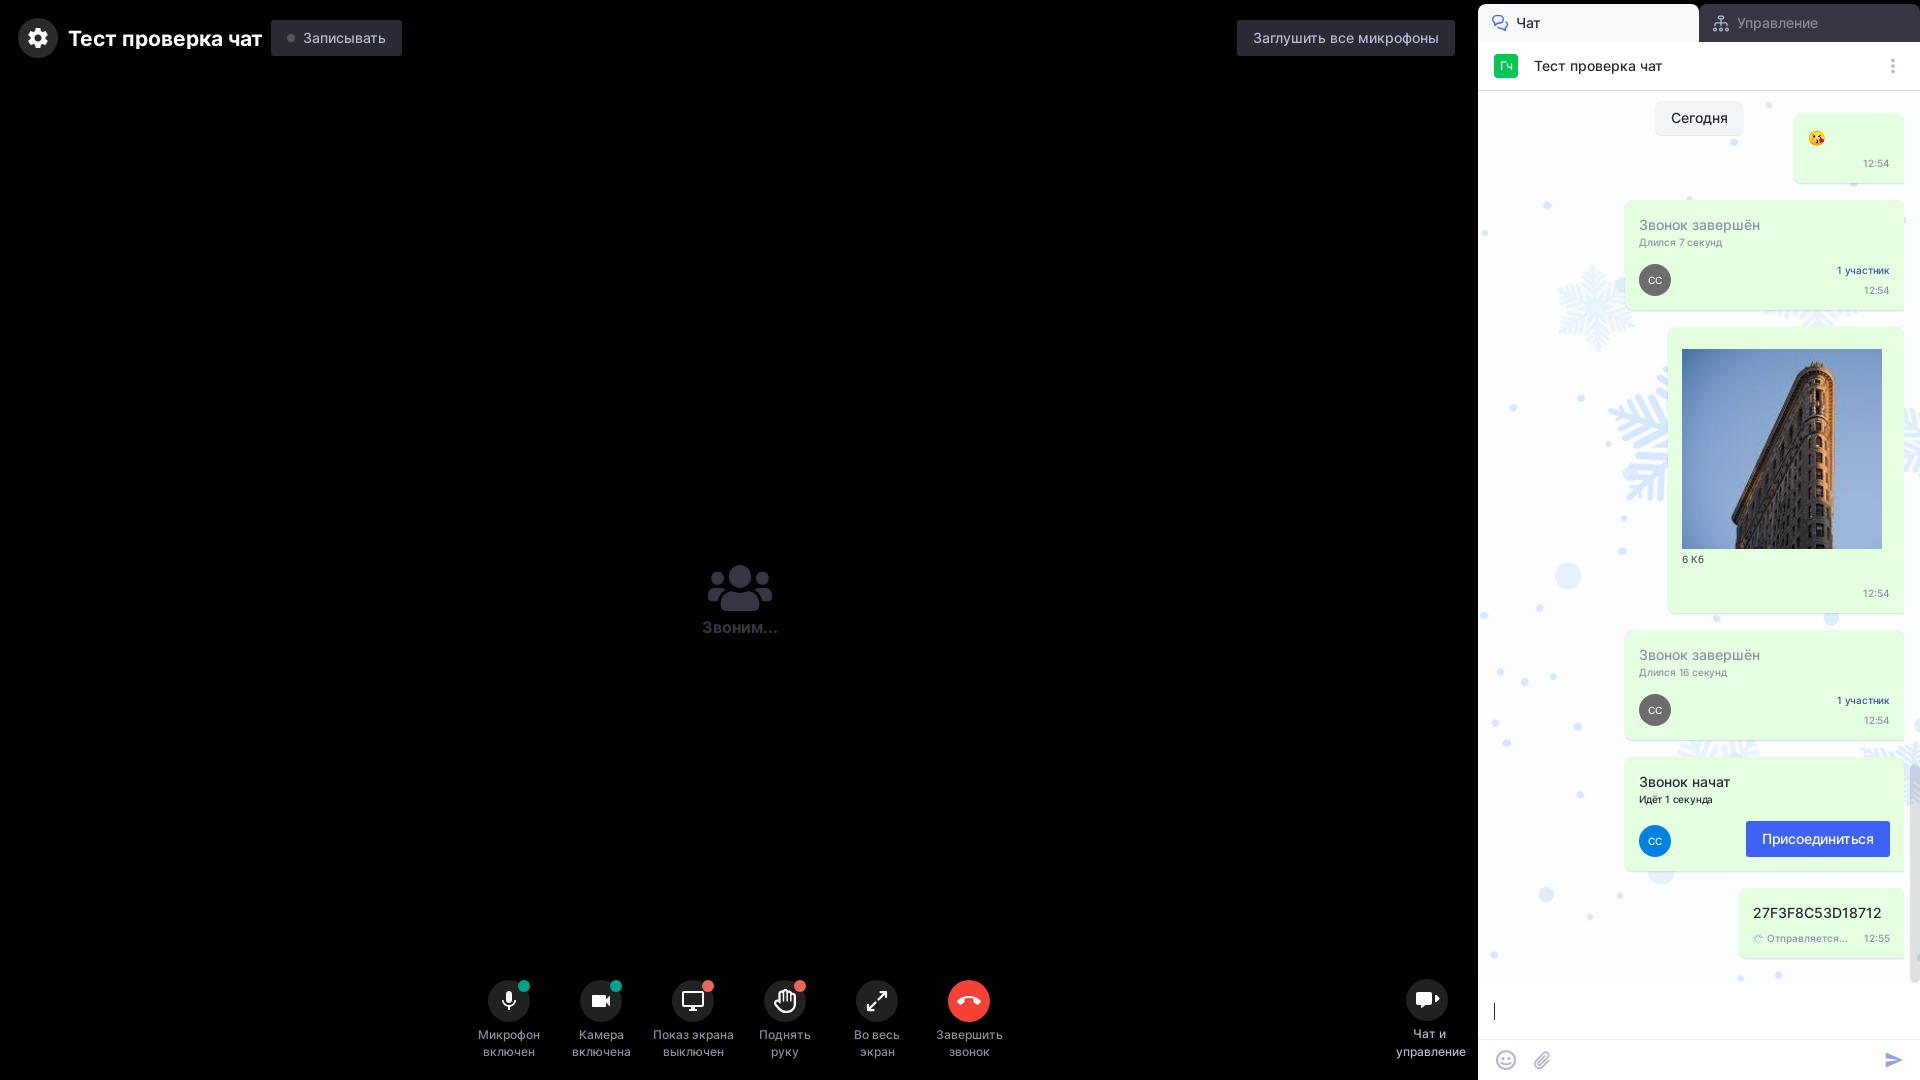 Тест проверка чат
Записывать
Заглушить все микрофоны
Звоним...
Микрофон
включен
Камера
включена
Показ экрана
выключен
Поднять
руку
Во весь
экран
Завершить
звонок
Чат и
управление
Чат
Управление
Гч
Тест проверка чат
Сегодня
12:54
Звонок завершён
Длился 7 секунд
СС
1 участник
12:54
6 Кб
12:54
Звонок завершён
Длился 16 секунд
СС
1 участник
12:54
Звонок начат
Идёт 1 секунда
СС
Присоединиться
27F3F8C53D18712
Отправляется...
12:55